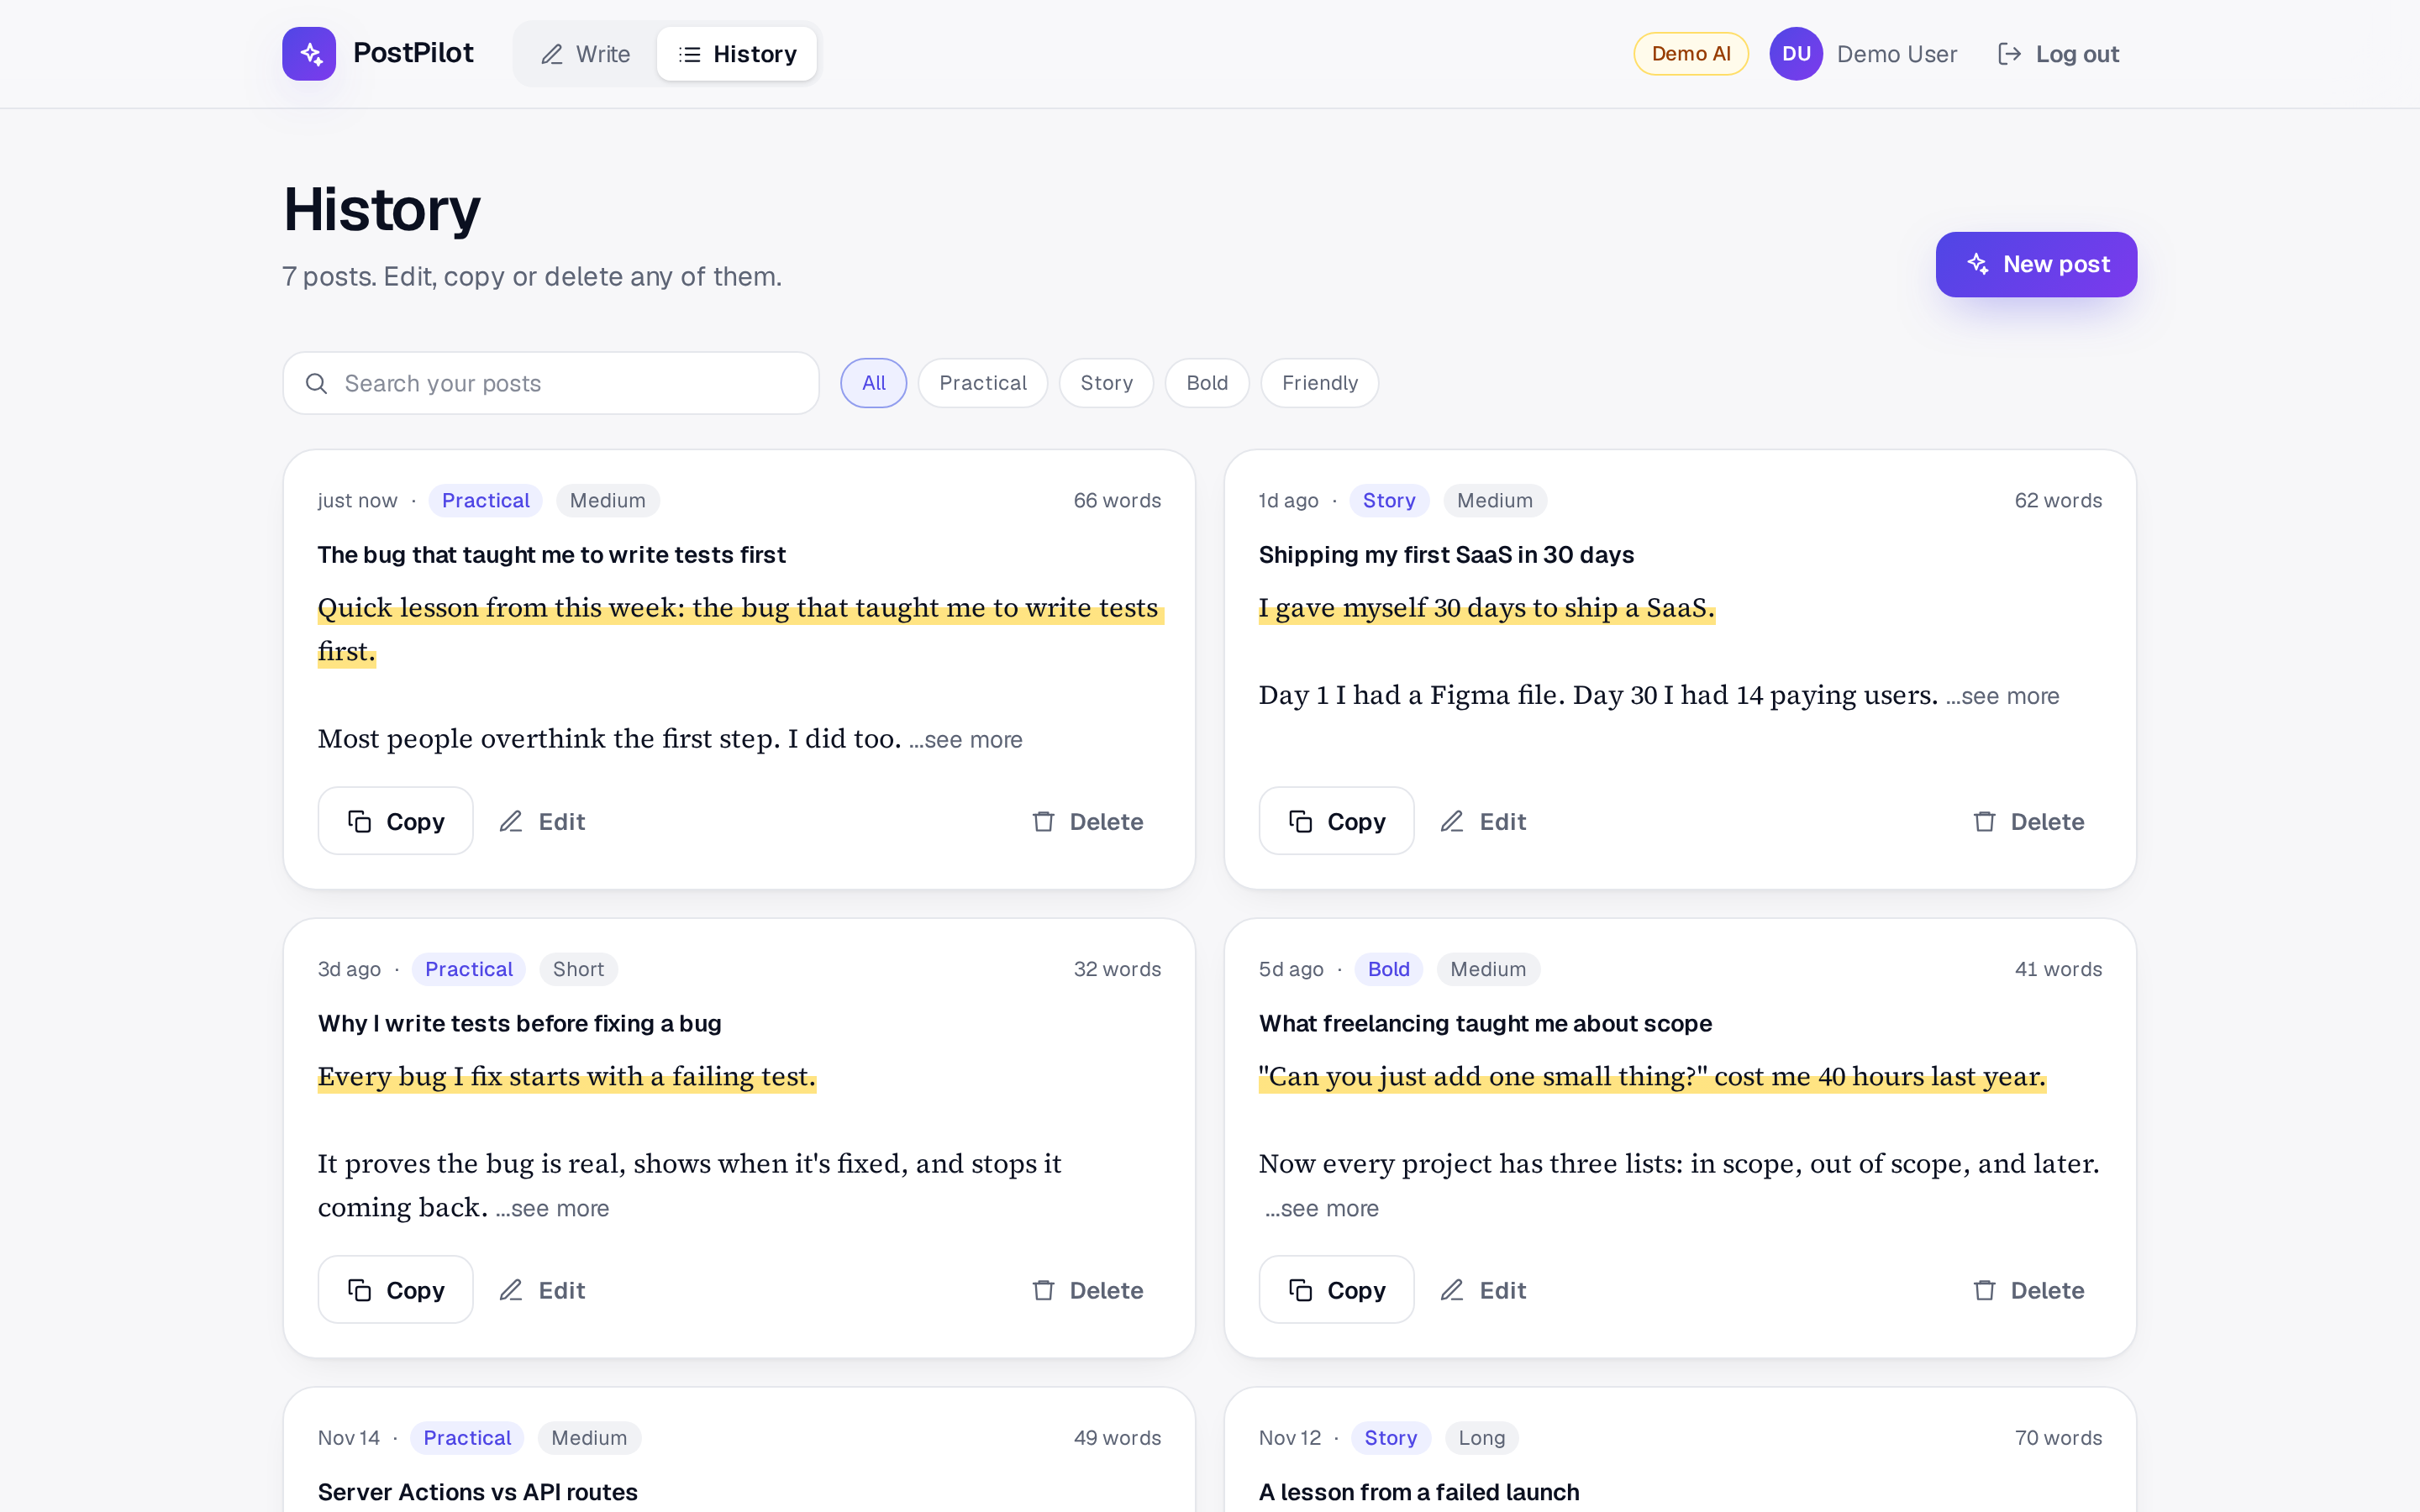 PostPilot
Write
History
Demo AI
DU
Demo User
Log out
History
7 posts. Edit, copy or delete any of them.
New post
Search your posts
All
Practical
Story
Bold
Friendly
just now · Practical Medium 66 words
The bug that taught me to write tests first
Quick lesson from this week: the bug that taught me to write tests
first.
Most people overthink the first step. I did too. ...see more
Copy
Edit
Delete
1d ago · Story Medium 62 words
Shipping my first SaaS in 30 days
I gave myself 30 days to ship a SaaS.
Day 1 I had a Figma file. Day 30 I had 14 paying users. ...see more
Copy
Edit
Delete
3d ago · Practical Short 32 words
Why I write tests before fixing a bug
Every bug I fix starts with a failing test.
It proves the bug is real, shows when it's fixed, and stops it
coming back. ...see more
Copy
Edit
Delete
5d ago · Bold Medium 41 words
What freelancing taught me about scope
"Can you just add one small thing?" cost me 40 hours last year.
Now every project has three lists: in scope, out of scope, and later.
...see more
Copy
Edit
Delete
Nov 14 · Practical Medium 49 words
Server Actions vs API routes
Nov 12 · Story Long 70 words
A lesson from a failed launch